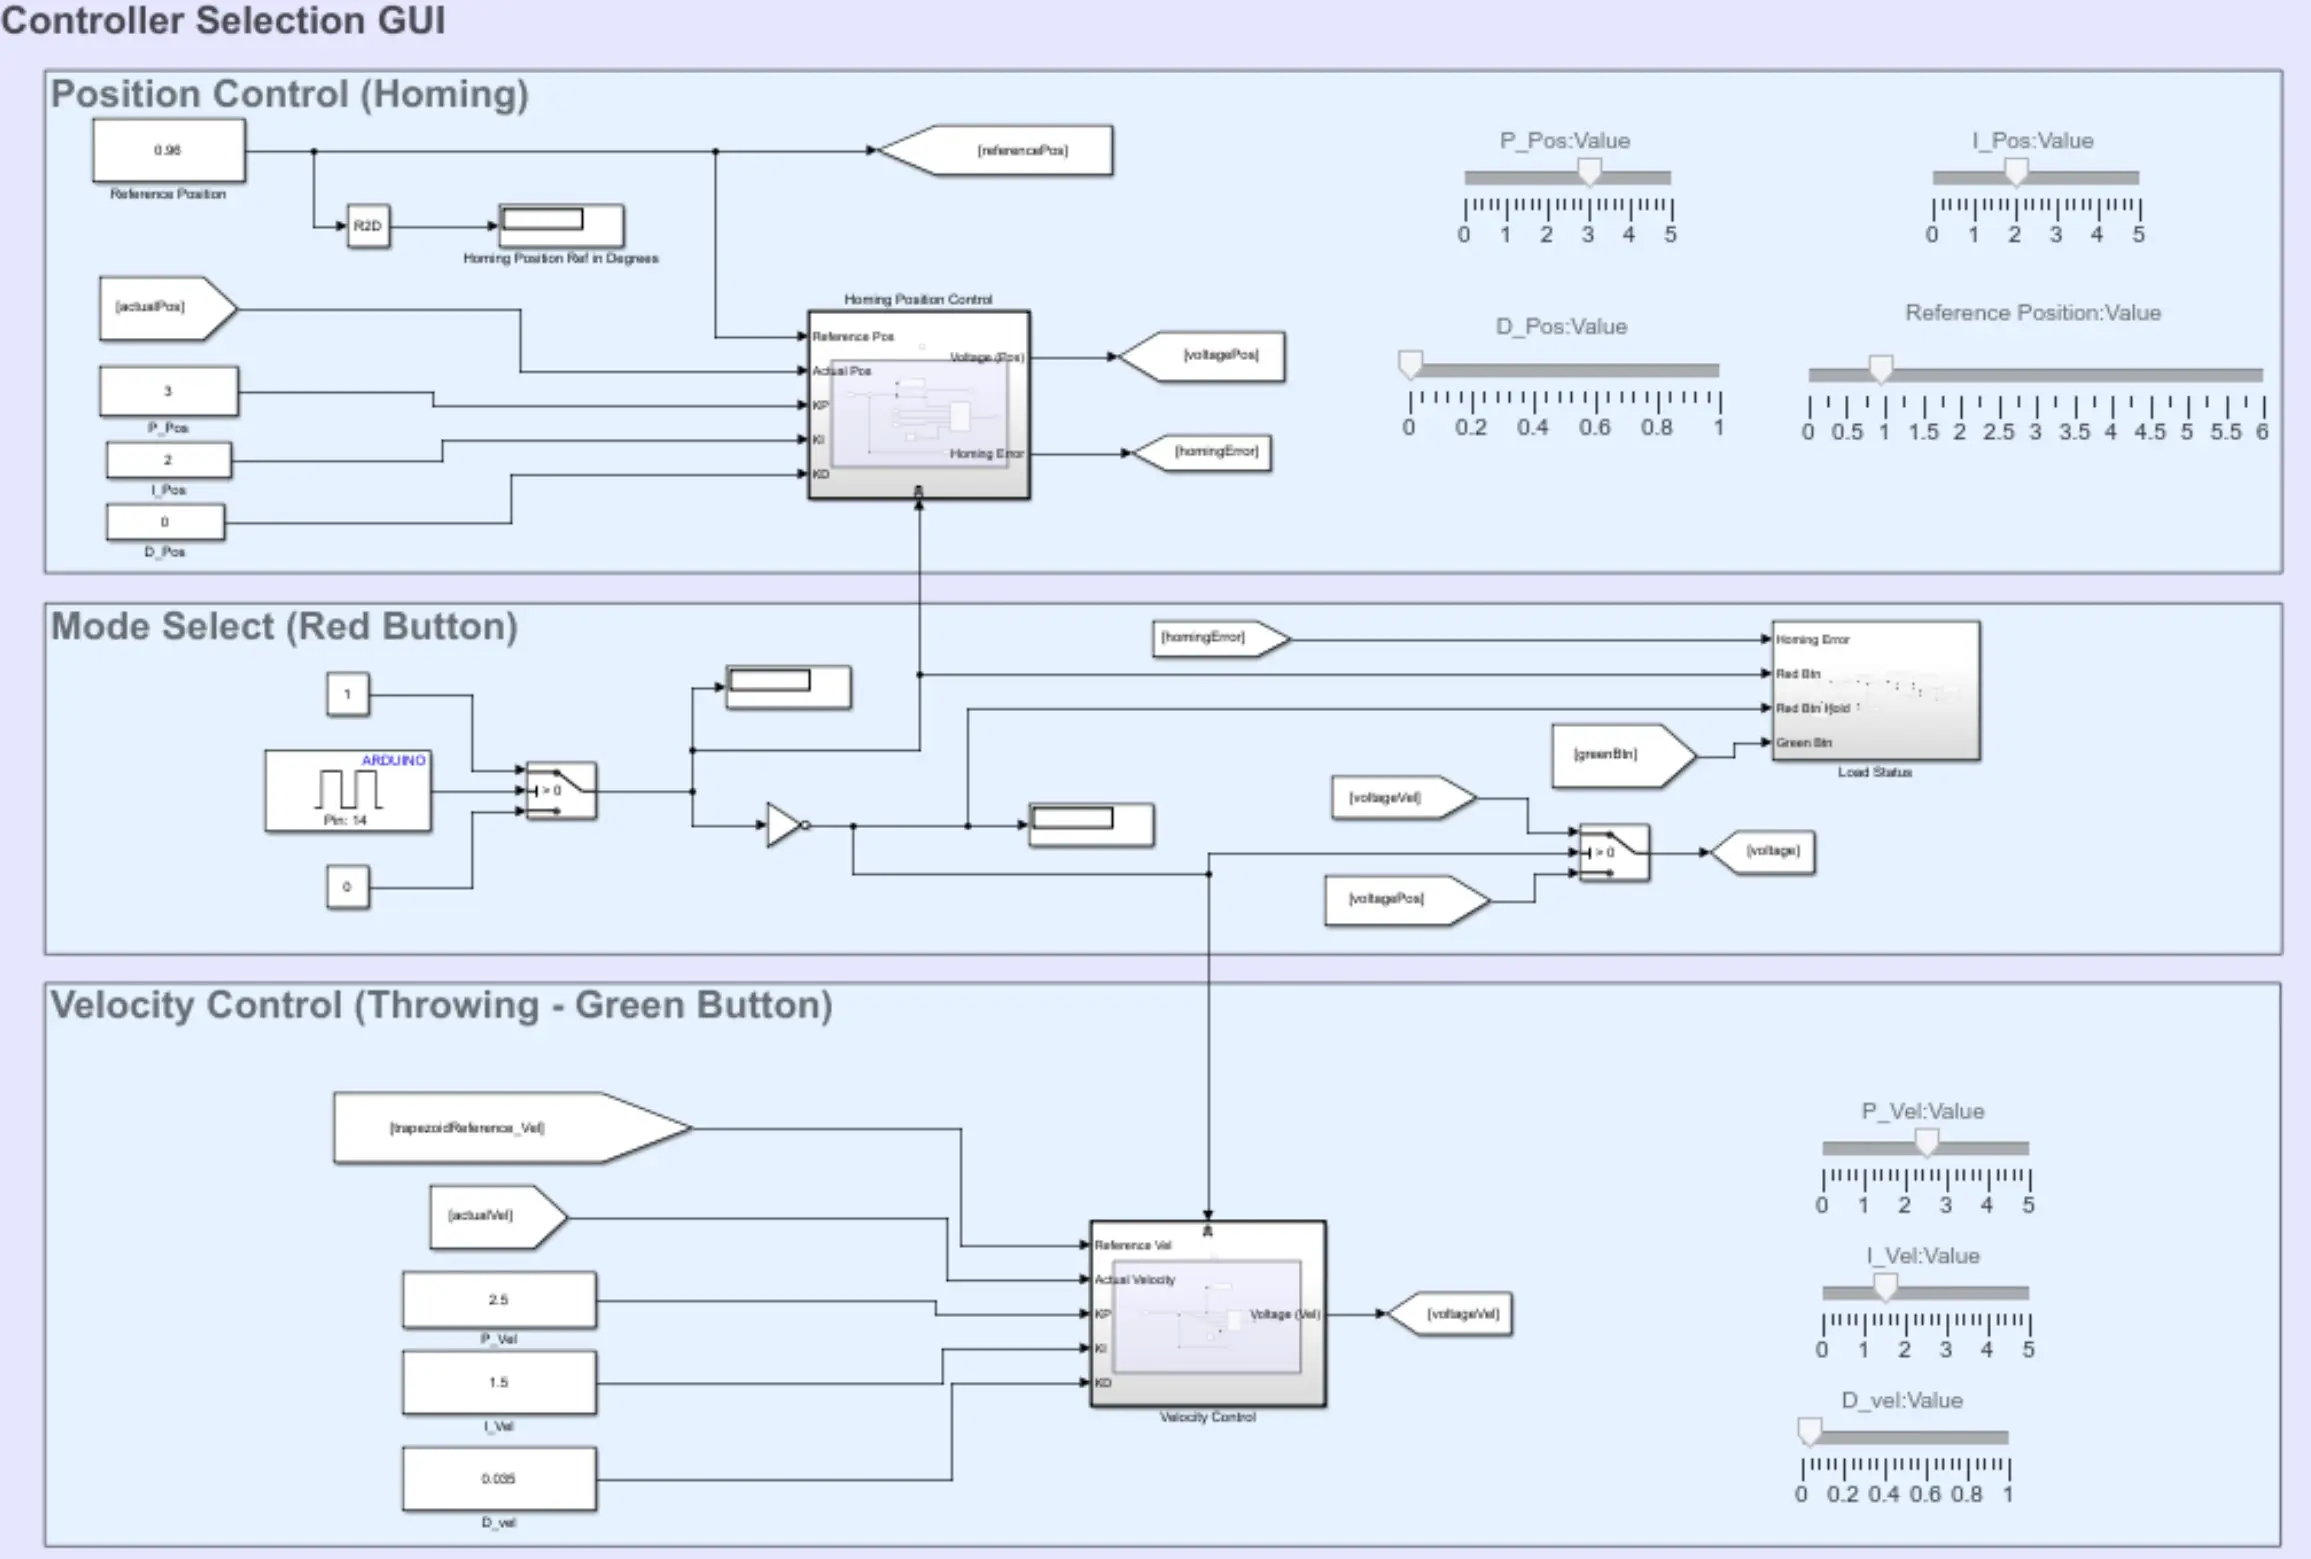 Controller Selection GUI
Position Control (Homing)
0.96
Reference Position
[referencePos]
R2D
Homing Position Ref in Degrees
[actualPos]
3
P_Pos
2
I_Pos
0
D_Pos
Homing Position Control
Reference Pos
Actual Pos
KP
KI
KD
Voltage (Pos)
Homing Error
[voltagePos]
[homingError]
P_Pos:Value
0 1 2 3 4 5
I_Pos:Value
0 1 2 3 4 5
D_Pos:Value
0 0.2 0.4 0.6 0.8 1
Reference Position:Value
0 0.5 1 1.5 2 2.5 3 3.5 4 4.5 5 5.5 6
Mode Select (Red Button)
1
ARDUINO
Pin: 14
0
> 0
[homingError]
Homing Error
Red Btn
Red Btn Hold
Green Btn
Load Status
[greenBtn]
[voltageVel]
> 0
[voltage]
[voltagePos]
Velocity Control (Throwing - Green Button)
[trapezoidReference_Vel]
[actualVel]
2.5
P_Vel
1.5
I_Vel
0.035
D_vel
Reference Vel
Actual Velocity
KP
KI
KD
Voltage (Vel)
Velocity Control
[voltageVel]
P_Vel:Value
0 1 2 3 4 5
I_Vel:Value
0 1 2 3 4 5
D_vel:Value
0 0.2 0.4 0.6 0.8 1